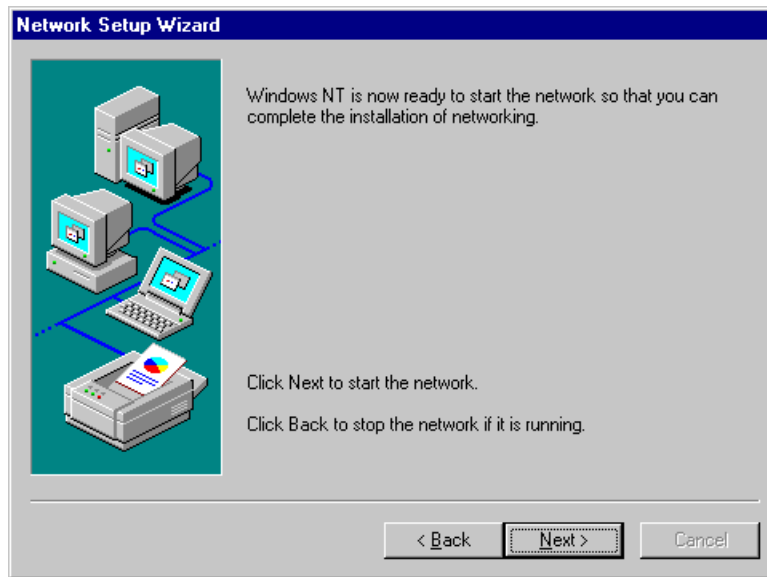 Network Setup Wizard
Windows NT is now ready to start the network so that you can
complete the installation of networking.
Click Next to start the network.
Click Back to stop the network if it is running.
< Back
Next >
Cancel